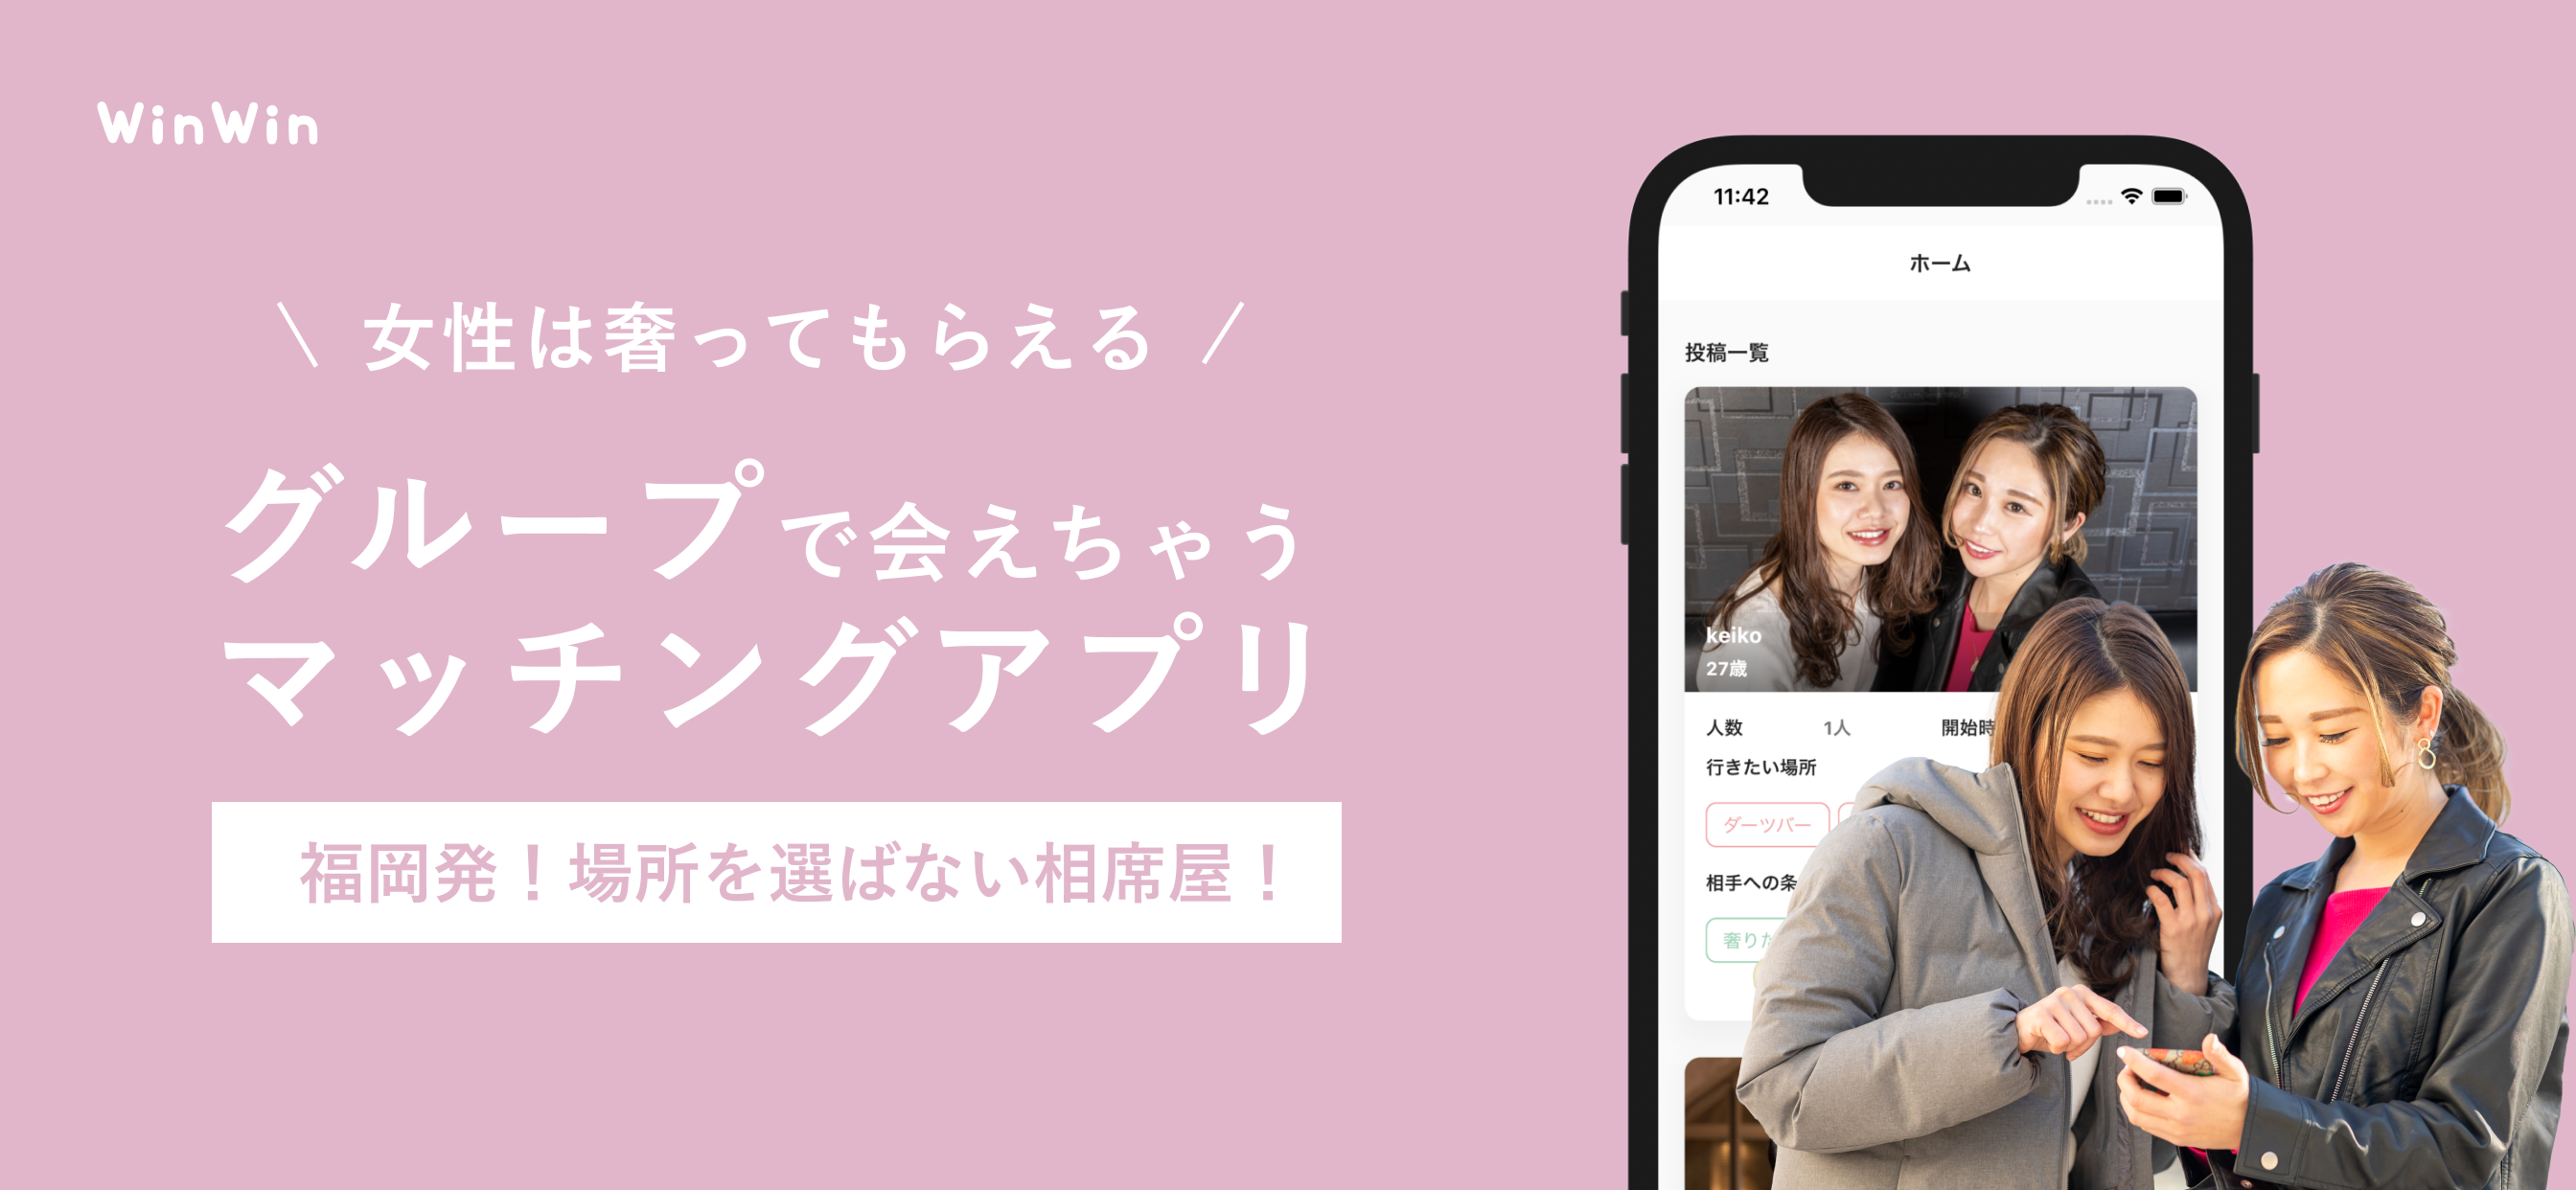 WinWin
\ 女性は奢ってもらえる /
グループで会えちゃう
マッチングアプリ
福岡発！場所を選ばない相席屋！
11:42
ホーム
投稿一覧
keiko
27歳
人数 1人 開始時
行きたい場所
ダーツバー
相手への条
奢りた